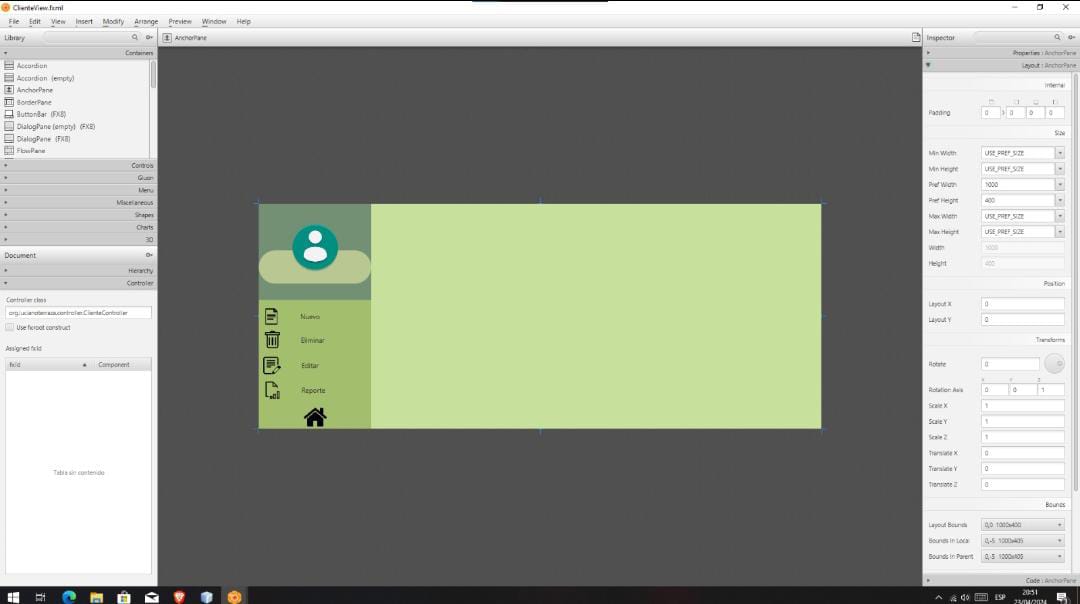 ClienteView.fxml
File Edit View Insert Modify Arrange Preview Window Help
Library
Containers
Accordion
Accordion (empty)
AnchorPane
BorderPane
ButtonBar (FX8)
DialogPane (empty) (FX8)
DialogPane (FX8)
FlowPane
Controls
Gluon
Menu
Miscellaneous
Shapes
Charts
3D
Document
Hierarchy
Controller
Controller class
Use fx:root construct
Assigned fx:id
fx:id Component
Tabla sin contenido
AnchorPane
Nuevo
Eliminar
Editar
Reporte
Inspector
Properties : AnchorPane
Layout : AnchorPane
Internal
Padding 0 0 0 0
Size
Min Width USE_PREF_SIZE
Min Height USE_PREF_SIZE
Pref Width 1000
Pref Height 400
Max Width USE_PREF_SIZE
Max Height USE_PREF_SIZE
Width 1000
Height 400
Position
Layout X 0
Layout Y 0
Transforms
Rotate 0
X Y Z
Rotation Axis 0 0 1
Scale X 1
Scale Y 1
Scale Z 1
Translate X 0
Translate Y 0
Translate Z 0
Bounds
Layout Bounds 0,0 1000x400
Bounds In Local 0,-5 1000x405
Bounds In Parent 0,-5 1000x405
Code : AnchorPane
ESP
20:51
23/04/2024